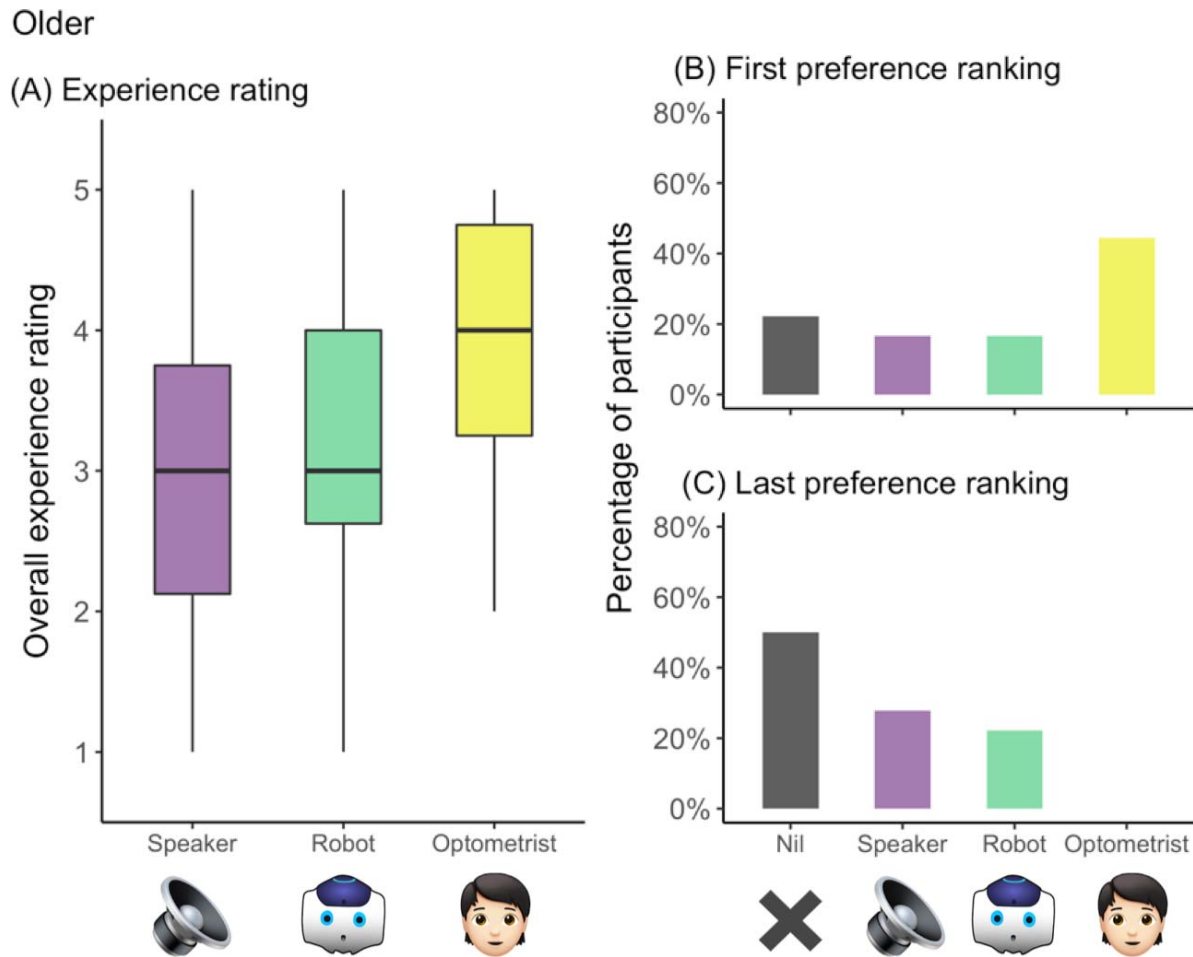 Older
(A) Experience rating
Overall experience rating
5
4
3
2
1
Speaker Robot Optometrist
(B) First preference ranking
Percentage of participants
80%
60%
40%
20%
0%
(C) Last preference ranking
80%
60%
40%
20%
0%
Nil Speaker Robot Optometrist